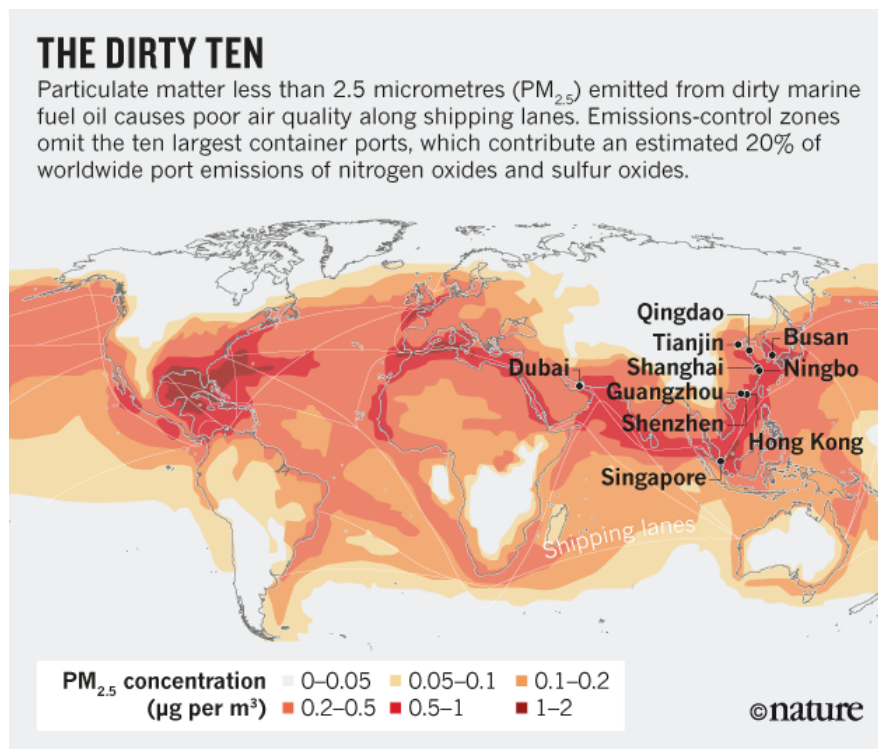 THE DIRTY TEN
Particulate matter less than 2.5 micrometres (PM2.5) emitted from dirty marine
fuel oil causes poor air quality along shipping lanes. Emissions-control zones
omit the ten largest container ports, which contribute an estimated 20% of
worldwide port emissions of nitrogen oxides and sulfur oxides.
Qingdao
Tianjin
Busan
Dubai
Shanghai
Ningbo
Guangzhou
Shenzhen
Hong Kong
Singapore
Shipping lanes
PM2.5 concentration
(µg per m³)
0–0.05
0.05–0.1
0.1–0.2
0.2–0.5
0.5–1
1–2
©nature